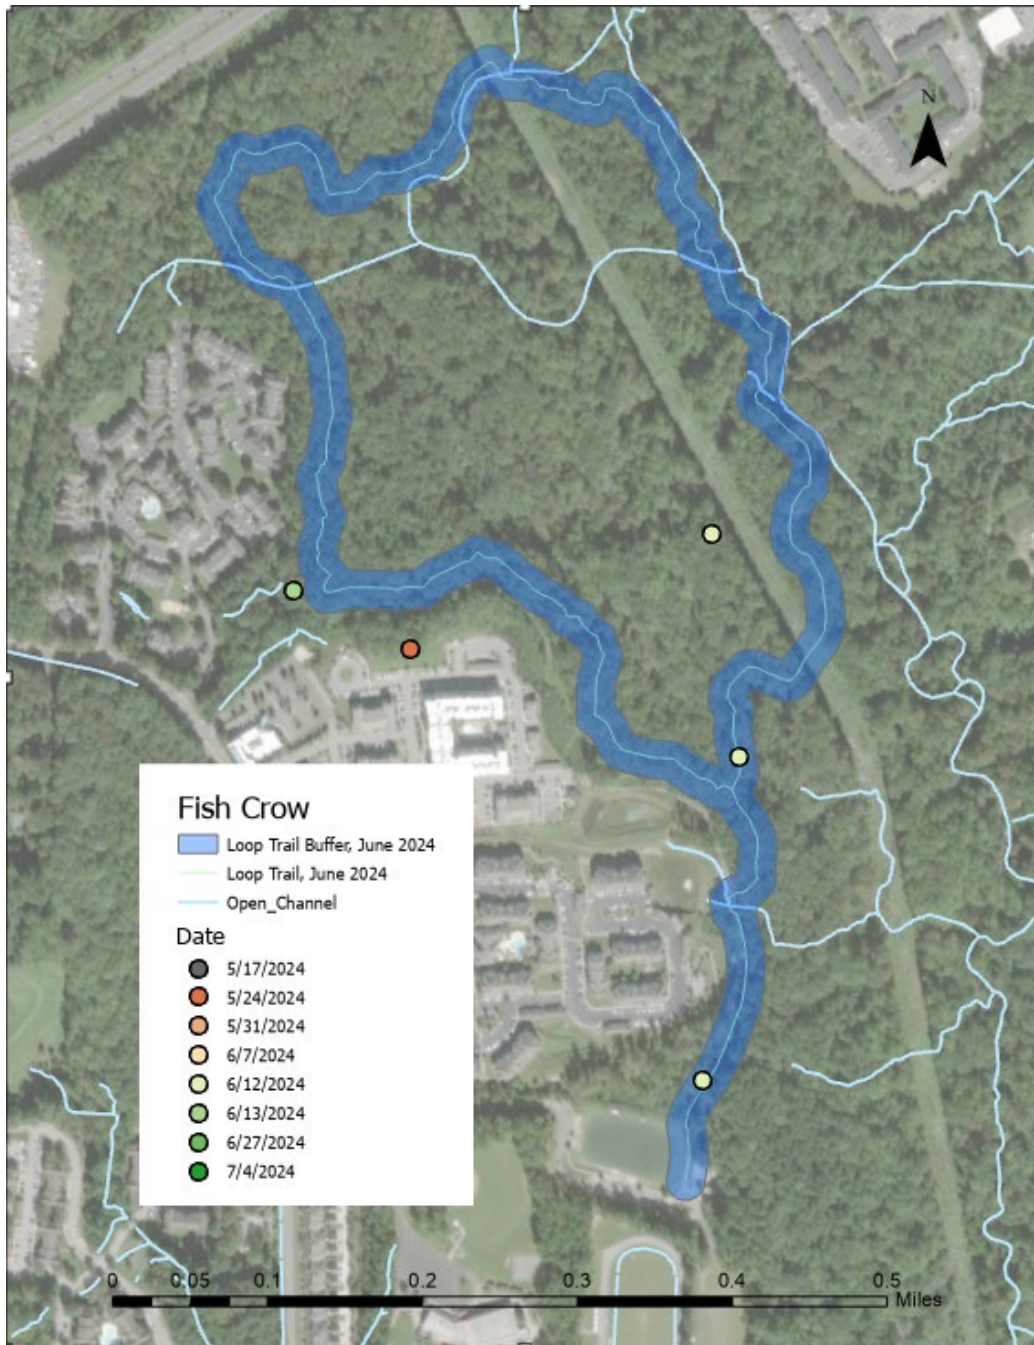 N
Fish Crow
Loop Trail Buffer, June 2024
Loop Trail, June 2024
Open_Channel
Date
5/17/2024
5/24/2024
5/31/2024
6/7/2024
6/12/2024
6/13/2024
6/27/2024
7/4/2024
0 0.05 0.1 0.2 0.3 0.4 0.5
Miles